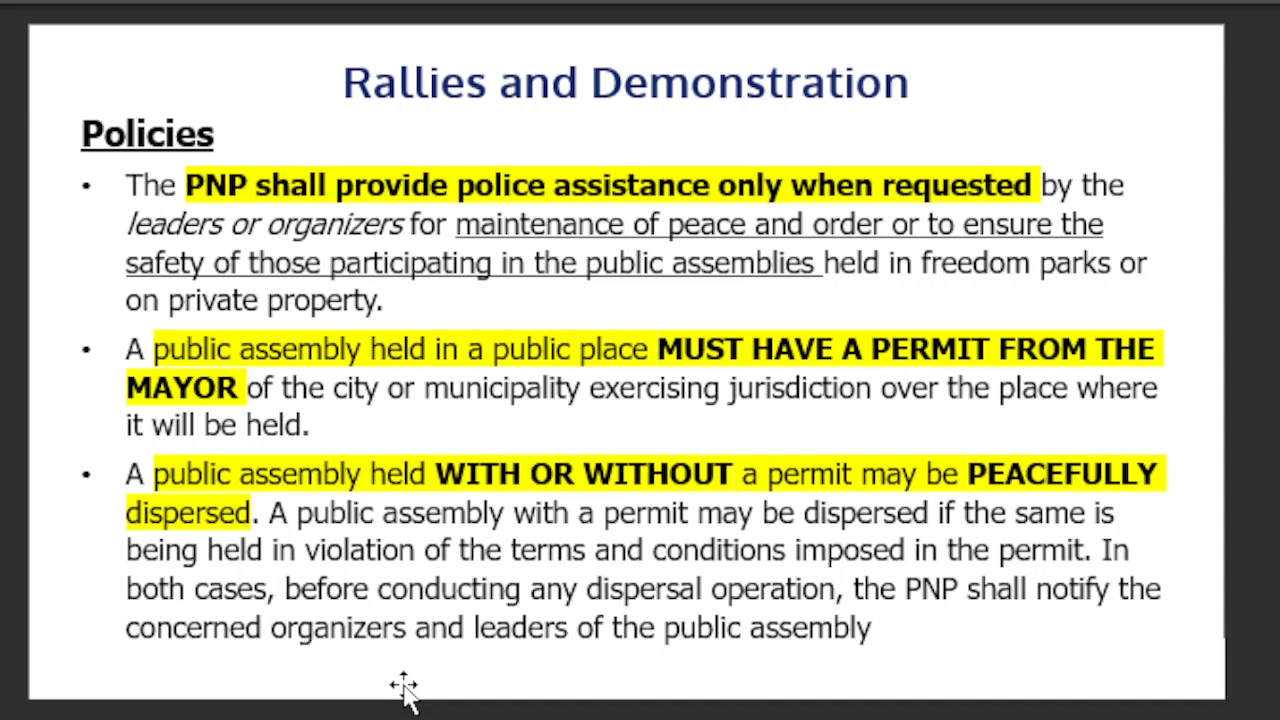 Rallies and Demonstration
Policies
• The PNP shall provide police assistance only when requested by the
leaders or organizers for maintenance of peace and order or to ensure the
safety of those participating in the public assemblies held in freedom parks or
on private property.
• A public assembly held in a public place MUST HAVE A PERMIT FROM THE
MAYOR of the city or municipality exercising jurisdiction over the place where
it will be held.
• A public assembly held WITH OR WITHOUT a permit may be PEACEFULLY
dispersed. A public assembly with a permit may be dispersed if the same is
being held in violation of the terms and conditions imposed in the permit. In
both cases, before conducting any dispersal operation, the PNP shall notify the
concerned organizers and leaders of the public assembly